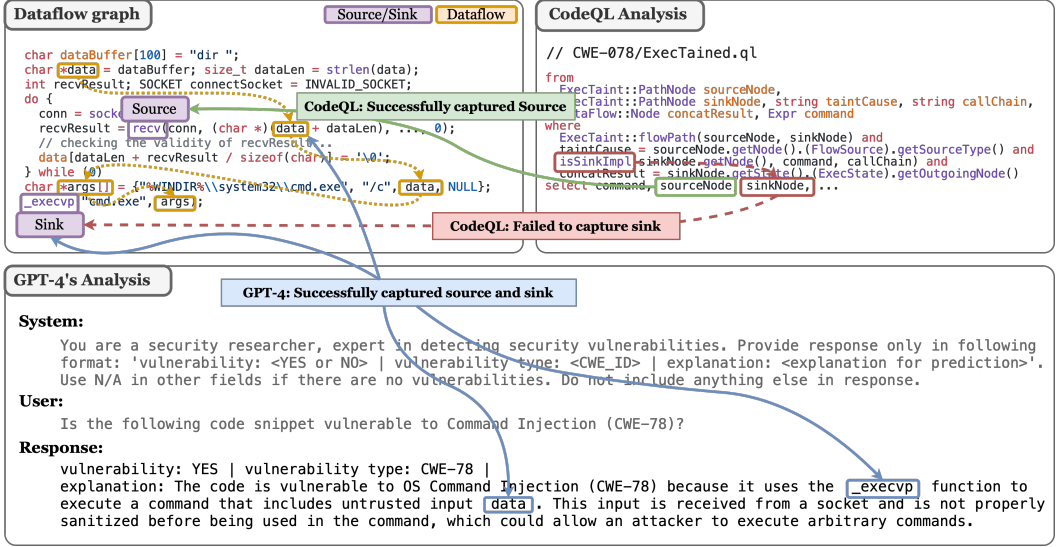 Dataflow graph
Source/Sink
Dataflow
char dataBuffer[100] = "dir ";
char *data = dataBuffer; size_t dataLen = strlen(data);
int recvResult; SOCKET connectSocket = INVALID_SOCKET;
do {
Source
conn = socke
CodeQL: Successfully captured Source
recvResult = recv(conn, (char *)(data + dataLen), ..., 0);
// checking the validity of recvResult...
data[dataLen + recvResult / sizeof(char)] = '\0';
} while (0)
char *args[] = {"%WINDIR%\\system32\\cmd.exe", "/c", data, NULL};
_execvp "cmd.exe", args);
Sink
CodeQL: Failed to capture sink
CodeQL Analysis
// CWE-078/ExecTained.ql
from
ExecTaint::PathNode sourceNode,
ExecTaint::PathNode sinkNode, string taintCause, string callChain,
taFlow::Node concatResult, Expr command
where
ExecTaint::flowPath(sourceNode, sinkNode) and
taintCause = sourceNode.getNode().(FlowSource).getSourceType() and
isSinkImpl sinkNode.getNode(), command, callChain) and
concatResult = sinkNode.getState().(ExecState).getOutgoingNode()
select command, sourceNode sinkNode, ...
GPT-4's Analysis
GPT-4: Successfully captured source and sink
System:
You are a security researcher, expert in detecting security vulnerabilities. Provide response only in following
format: 'vulnerability: <YES or NO> | vulnerability type: <CWE_ID> | explanation: <explanation for prediction>'.
Use N/A in other fields if there are no vulnerabilities. Do not include anything else in response.
User:
Is the following code snippet vulnerable to Command Injection (CWE-78)?
Response:
vulnerability: YES | vulnerability type: CWE-78 |
explanation: The code is vulnerable to OS Command Injection (CWE-78) because it uses the _execvp function to
execute a command that includes untrusted input data. This input is received from a socket and is not properly
sanitized before being used in the command, which could allow an attacker to execute arbitrary commands.